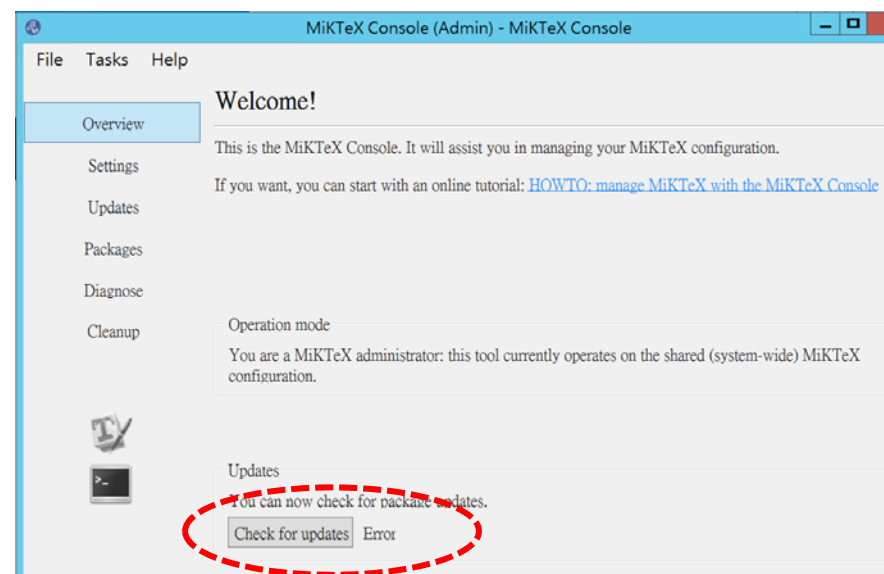 MiKTeX Console (Admin) - MiKTeX Console
File Tasks Help
Overview
Settings
Updates
Packages
Diagnose
Cleanup
Welcome!
This is the MiKTeX Console. It will assist you in managing your MiKTeX configuration.
If you want, you can start with an online tutorial: HOWTO: manage MiKTeX with the MiKTeX Console
Operation mode
You are a MiKTeX administrator: this tool currently operates on the shared (system-wide) MiKTeX
configuration.
Updates
You can now check for package updates.
Check for updates Error